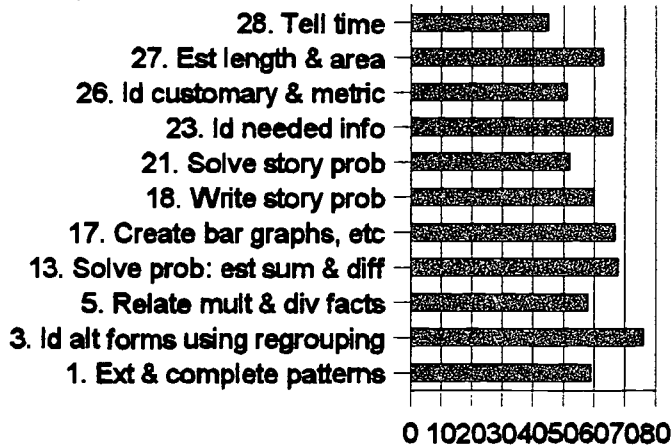 28. Tell time
27. Est length & area
26. Id customary & metric
23. Id needed info
21. Solve story prob
18. Write story prob
17. Create bar graphs, etc
13. Solve prob: est sum & diff
5. Relate mult & div facts
3. Id alt forms using regrouping
1. Ext & complete patterns
0 1020304050607080